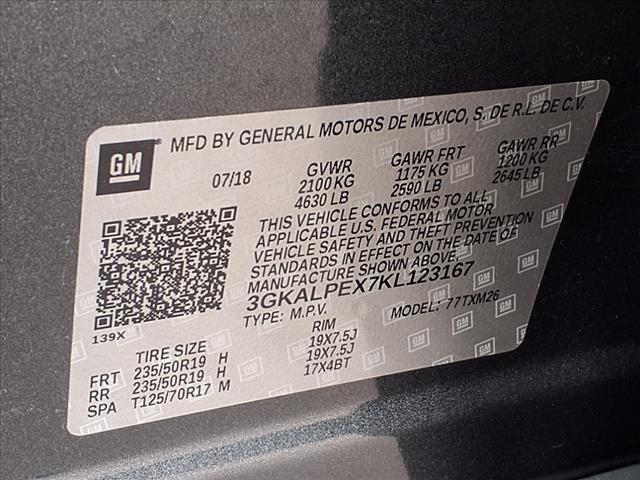 GM
MFD BY GENERAL MOTORS DE MEXICO, S. DE R.L. DE C.V.
07/18
GVWR
2100 KG
4630 LB
GAWR FRT
1175 KG
2590 LB
GAWR RR
1200 KG
2645 LB
THIS VEHICLE CONFORMS TO ALL
APPLICABLE U.S. FEDERAL MOTOR
VEHICLE SAFETY AND THEFT PREVENTION
STANDARDS IN EFFECT ON THE DATE OF
MANUFACTURE SHOWN ABOVE.
3GKALPEX7KL123167
TYPE: M.P.V. MODEL: 77TXM26
139X
TIRE SIZE RIM
FRT 235/50R19 H 19X7.5J
RR 235/50R19 H 19X7.5J
SPA T125/70R17 M 17X4BT